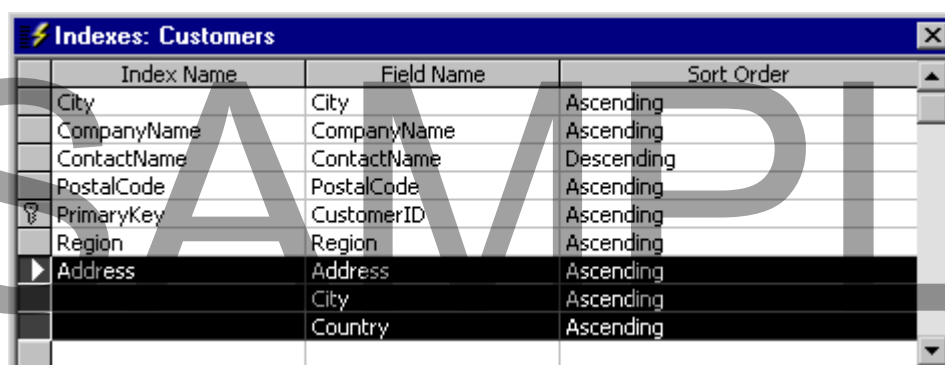 Indexes: Customers
Index Name Field Name Sort Order
City City Ascending
CompanyName CompanyName Ascending
ContactName ContactName Descending
PostalCode PostalCode Ascending
PrimaryKey CustomerID Ascending
Region Region Ascending
Address Address Ascending
City Ascending
Country Ascending
SAMPL